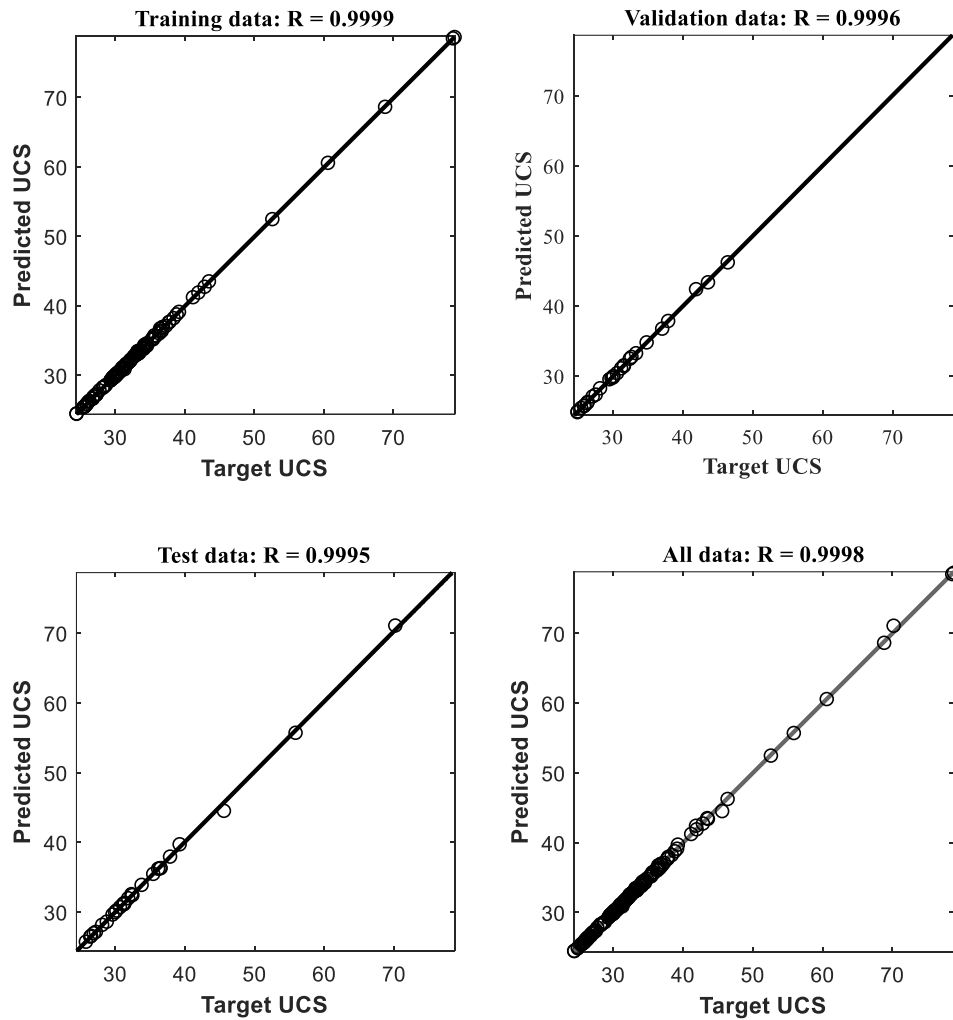 Training data: R = 0.9999
Predicted UCS
70
60
50
40
30
30 40 50 60 70
Target UCS
Validation data: R = 0.9996
Predicted UCS
70
60
50
40
30
30 40 50 60 70
Target UCS
Test data: R = 0.9995
Predicted UCS
70
60
50
40
30
30 40 50 60 70
Target UCS
All data: R = 0.9998
Predicted UCS
70
60
50
40
30
30 40 50 60 70
Target UCS